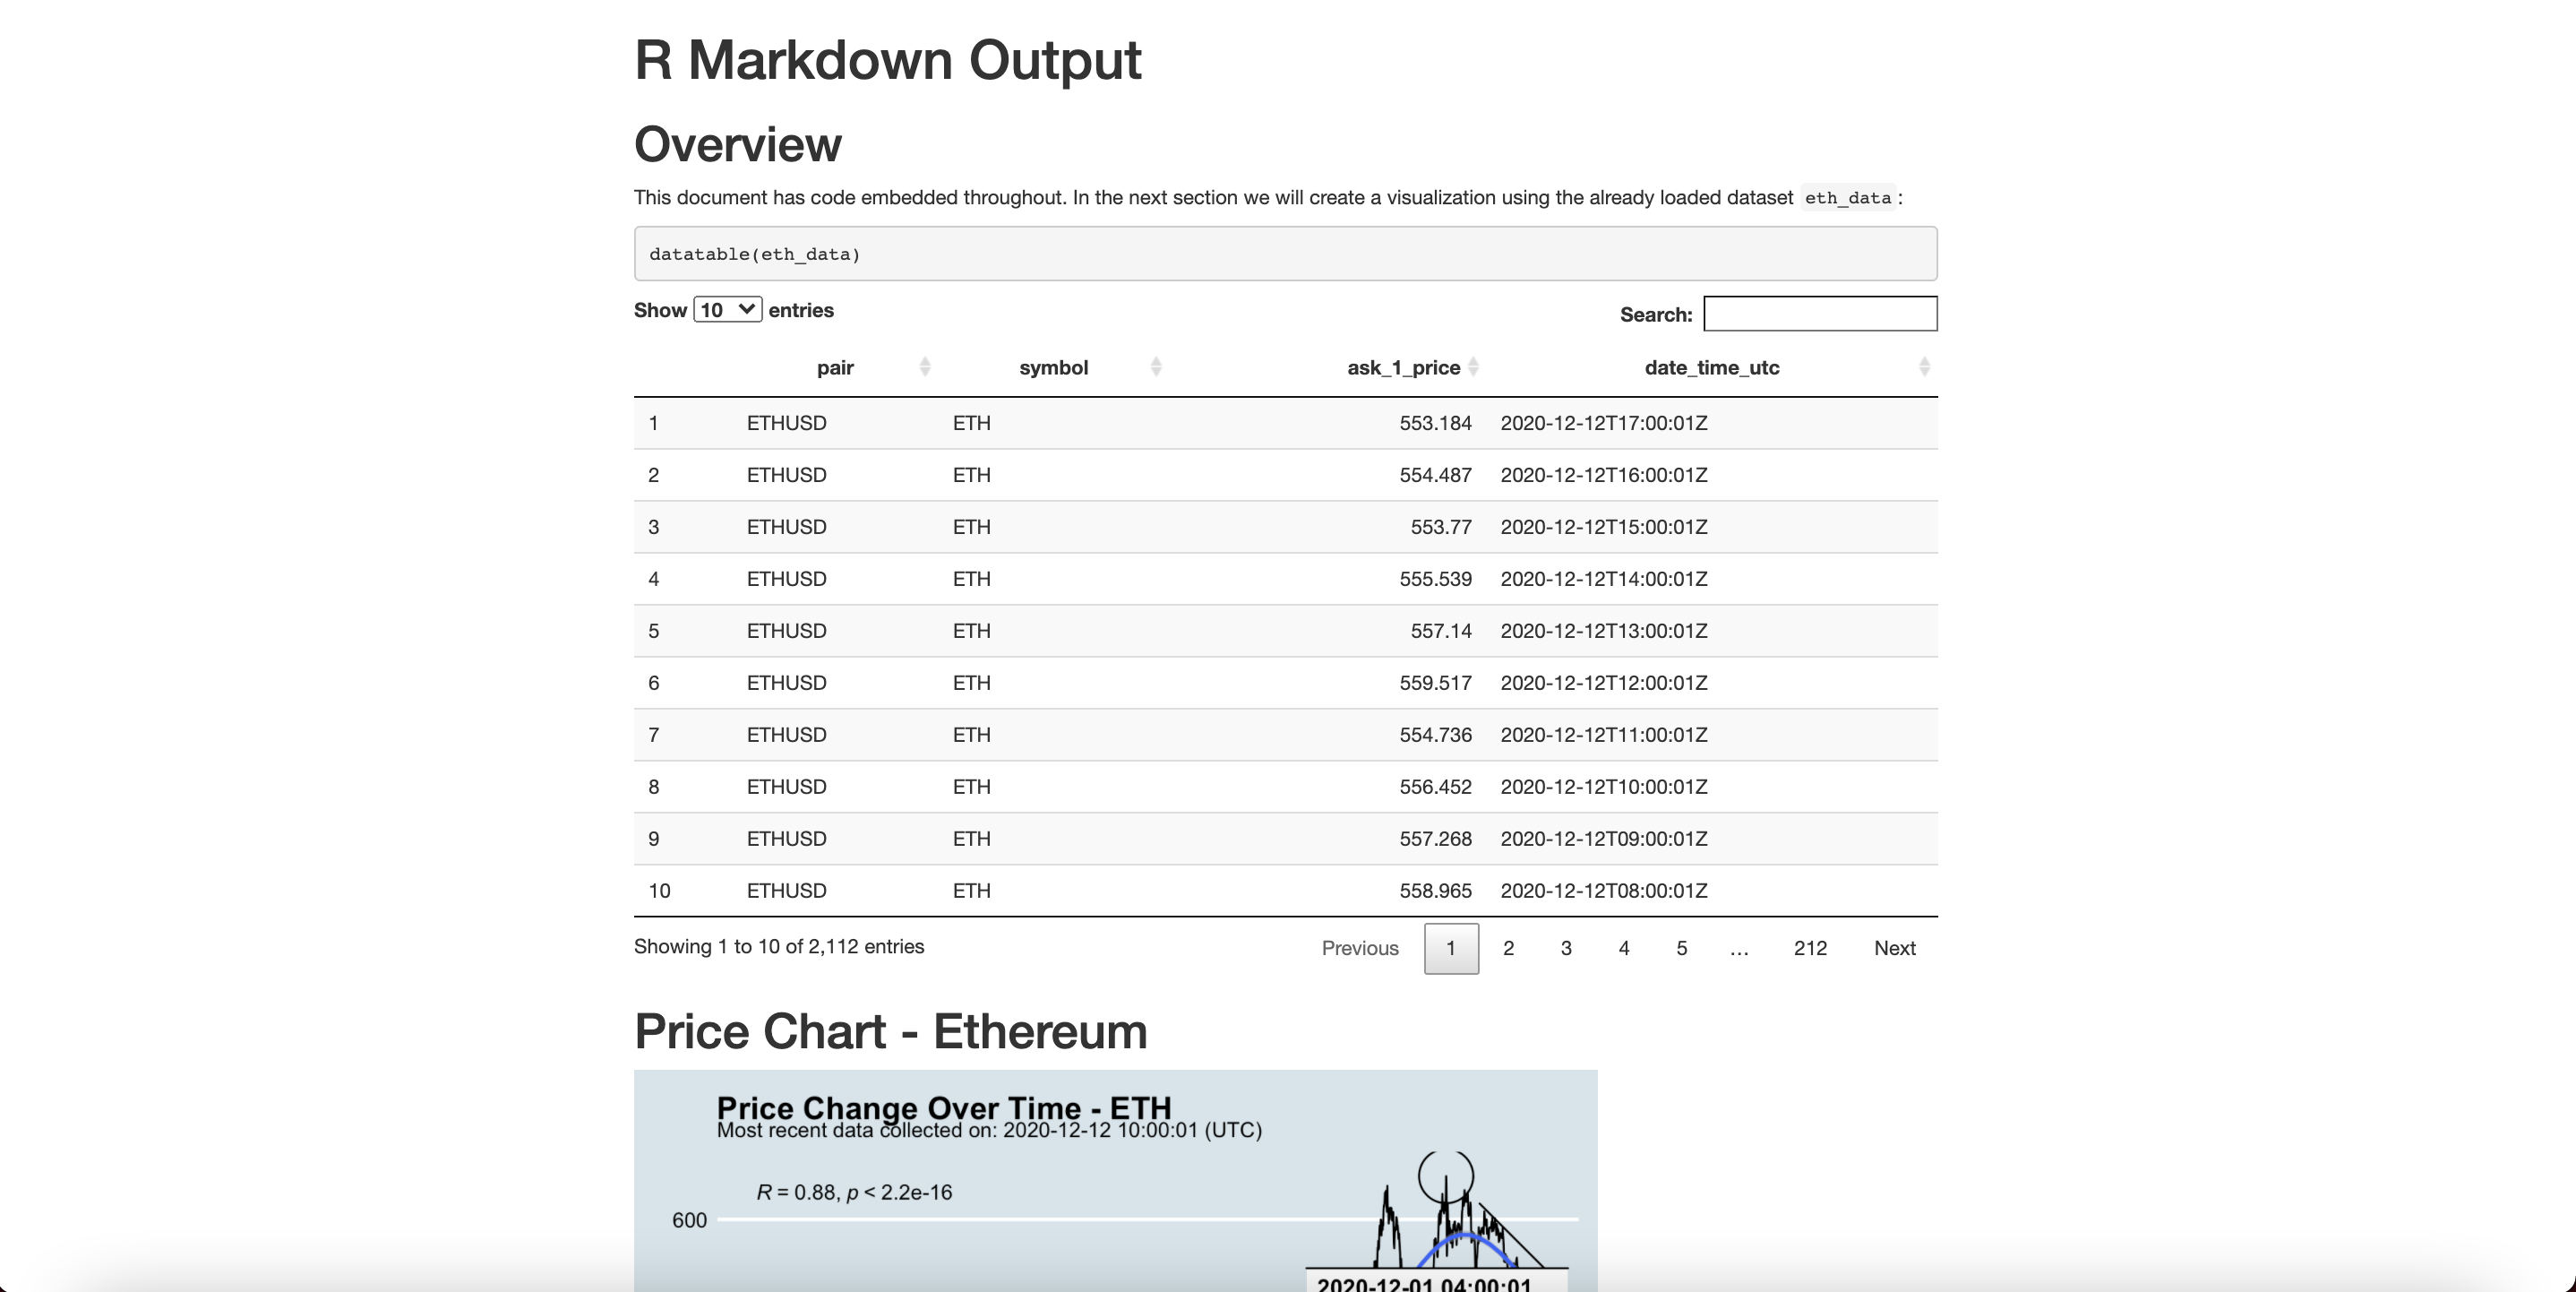 R Markdown Output
Overview
This document has code embedded throughout. In the next section we will create a visualization using the already loaded dataset eth_data:
datatable(eth_data)
Show 10 entries Search:
pair symbol ask_1_price date_time_utc
1 ETHUSD ETH 553.184 2020-12-12T17:00:01Z
2 ETHUSD ETH 554.487 2020-12-12T16:00:01Z
3 ETHUSD ETH 553.77 2020-12-12T15:00:01Z
4 ETHUSD ETH 555.539 2020-12-12T14:00:01Z
5 ETHUSD ETH 557.14 2020-12-12T13:00:01Z
6 ETHUSD ETH 559.517 2020-12-12T12:00:01Z
7 ETHUSD ETH 554.736 2020-12-12T11:00:01Z
8 ETHUSD ETH 556.452 2020-12-12T10:00:01Z
9 ETHUSD ETH 557.268 2020-12-12T09:00:01Z
10 ETHUSD ETH 558.965 2020-12-12T08:00:01Z
Showing 1 to 10 of 2,112 entries Previous 1 2 3 4 5 … 212 Next
Price Chart - Ethereum
Price Change Over Time - ETH
Most recent data collected on: 2020-12-12 10:00:01 (UTC)
R = 0.88, p < 2.2e-16
600
2020-12-01 04:00:01